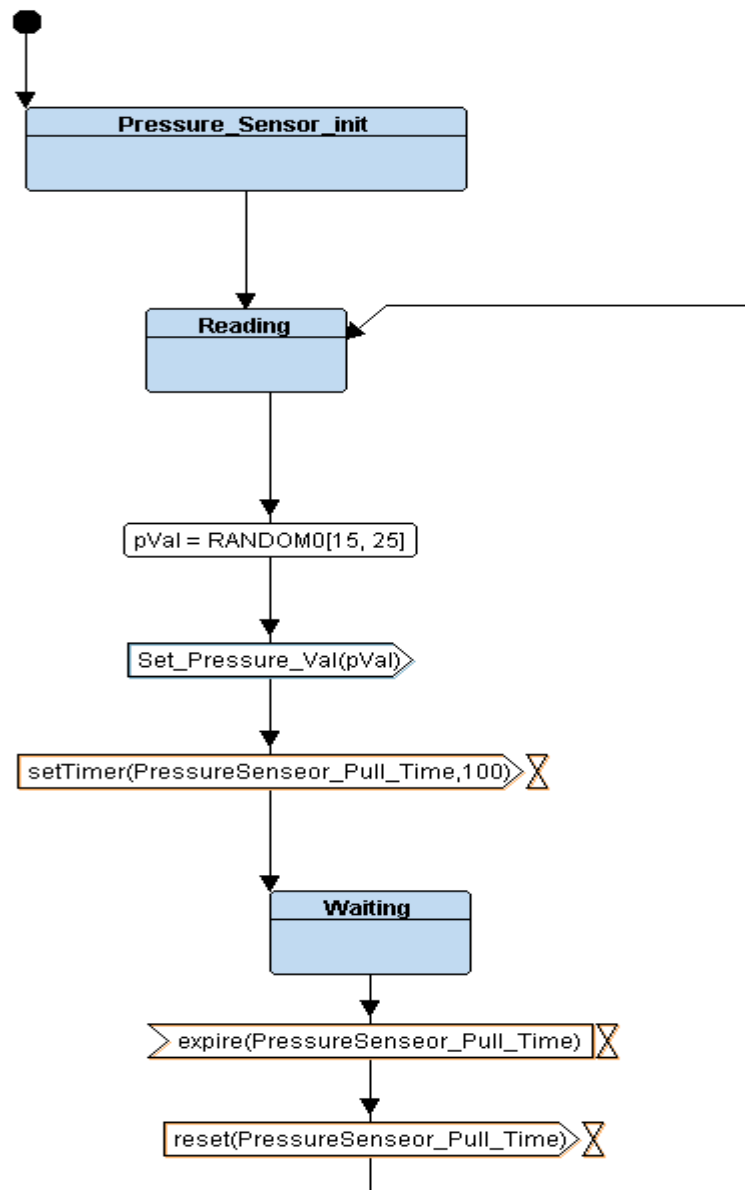 Pressure_Sensor_init
Reading
pVal = RANDOM0[15, 25]
Set_Pressure_Val(pVal)
setTimer(PressureSenseor_Pull_Time,100)
Waiting
expire(PressureSenseor_Pull_Time)
reset(PressureSenseor_Pull_Time)